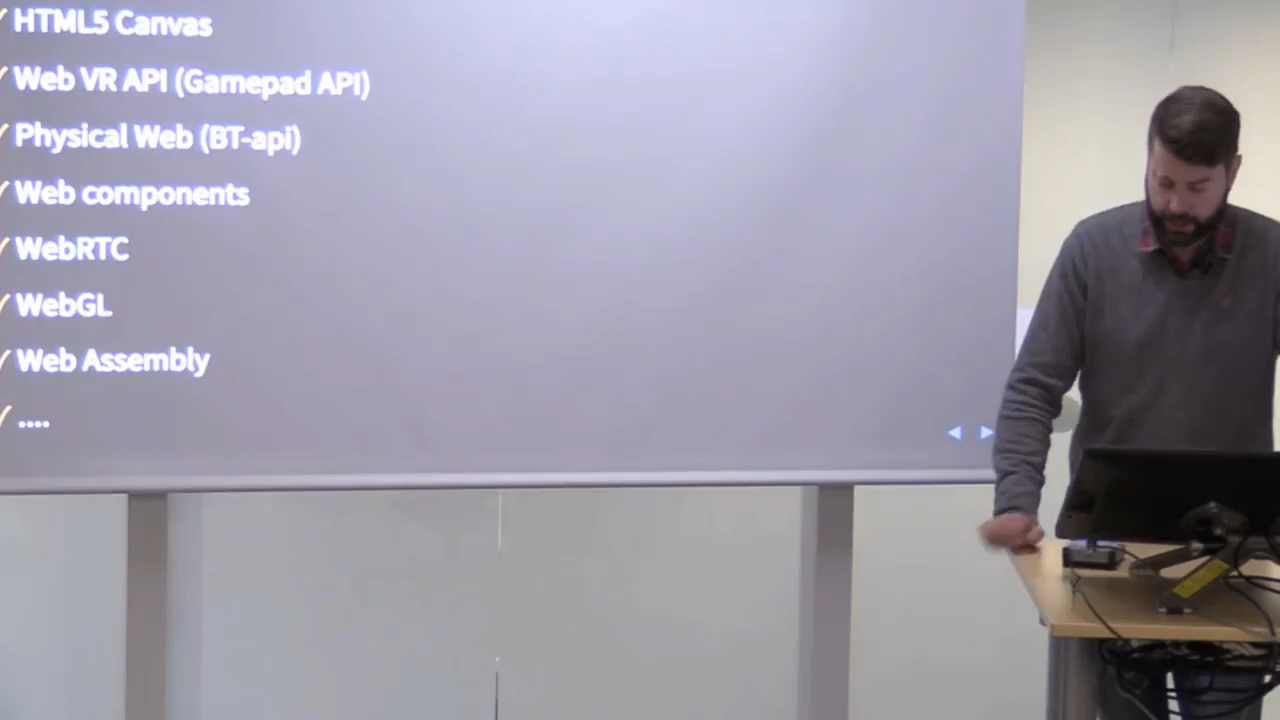 HTML5 Canvas
Web VR API (Gamepad API)
Physical Web (BT-api)
Web components
WebRTC
WebGL
Web Assembly
....